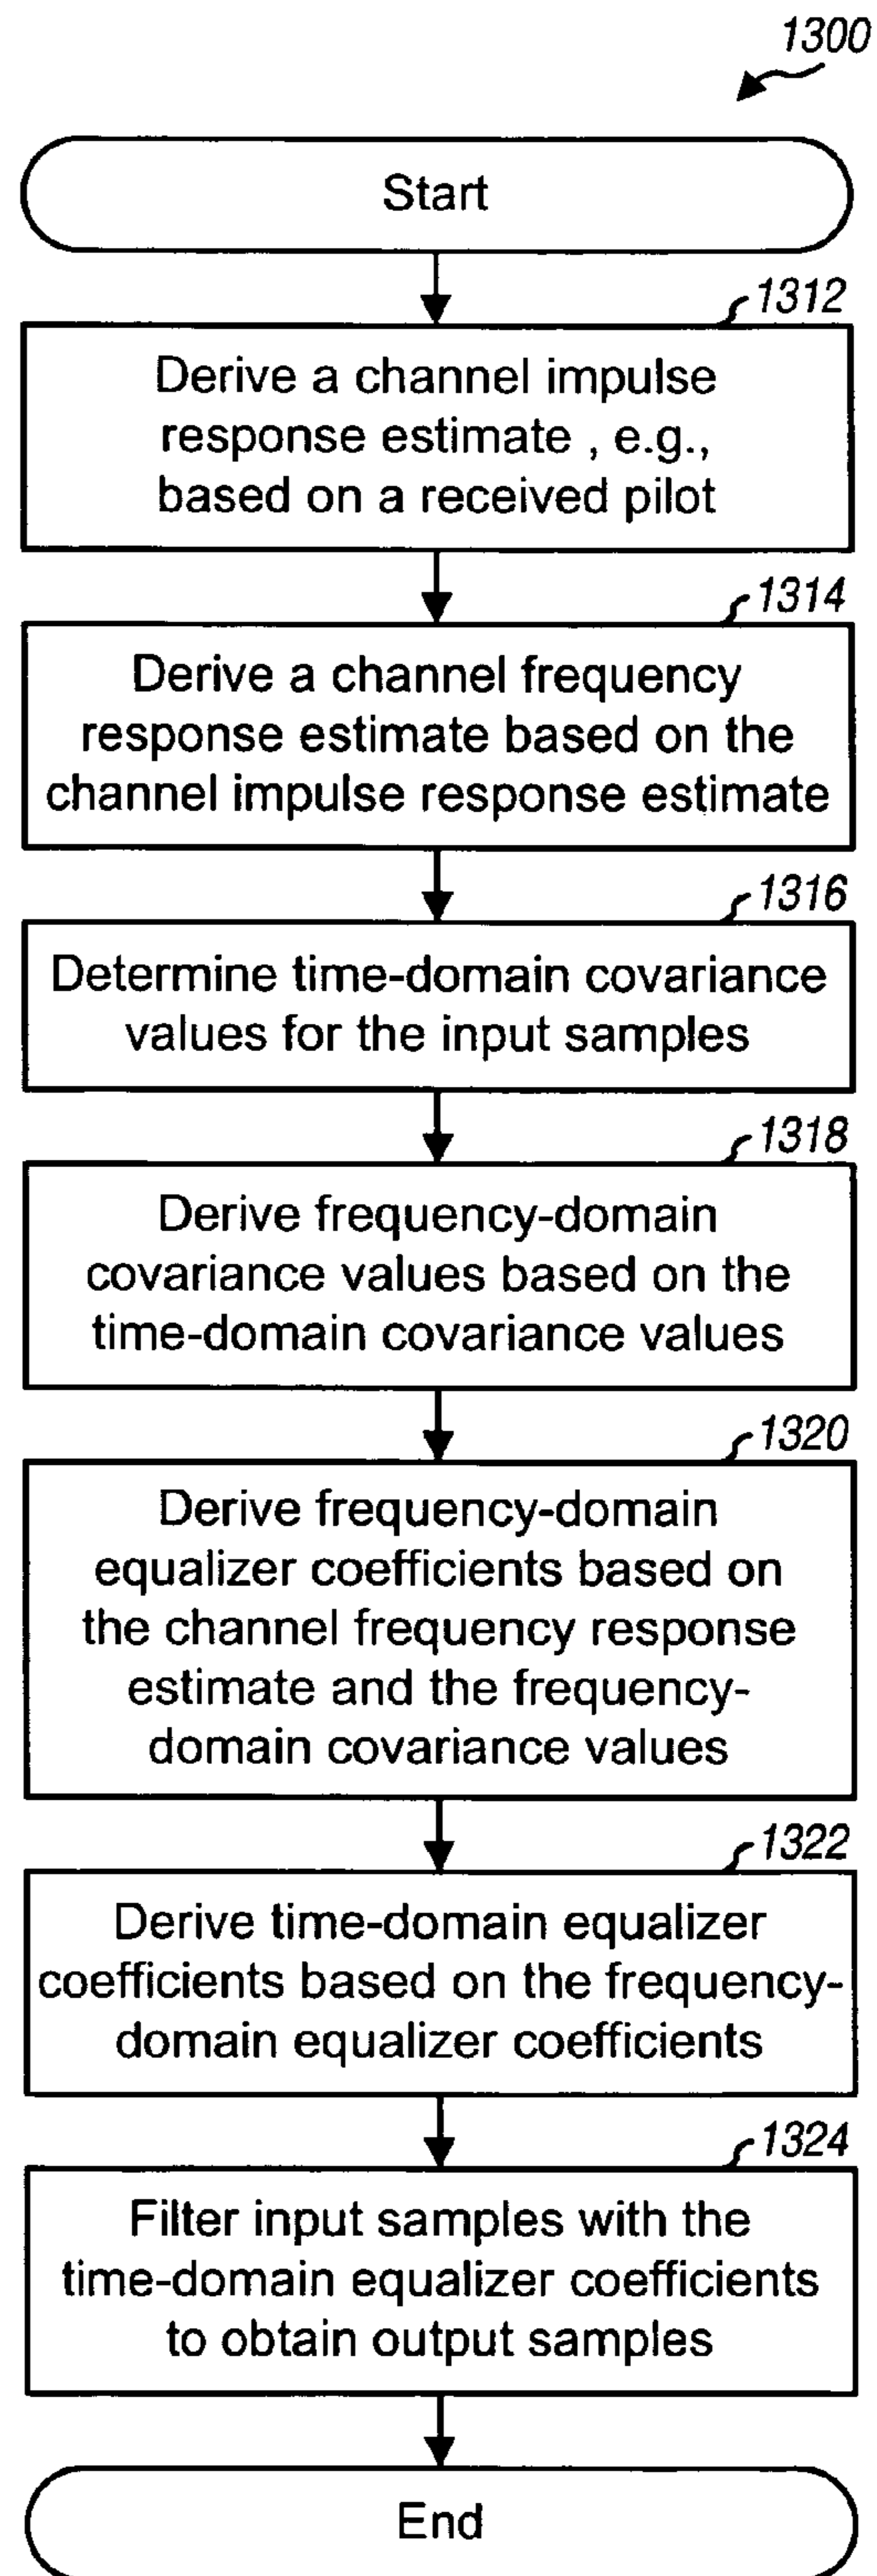 1300
Start
1312
Derive a channel impulse
response estimate , e.g.,
based on a received pilot
1314
Derive a channel frequency
response estimate based on the
channel impulse response estimate
1316
Determine time-domain covariance
values for the input samples
1318
Derive frequency-domain
covariance values based on the
time-domain covariance values
1320
Derive frequency-domain
equalizer coefficients based on
the channel frequency response
estimate and the frequency-
domain covariance values
1322
Derive time-domain equalizer
coefficients based on the frequency-
domain equalizer coefficients
1324
Filter input samples with the
time-domain equalizer coefficients
to obtain output samples
End